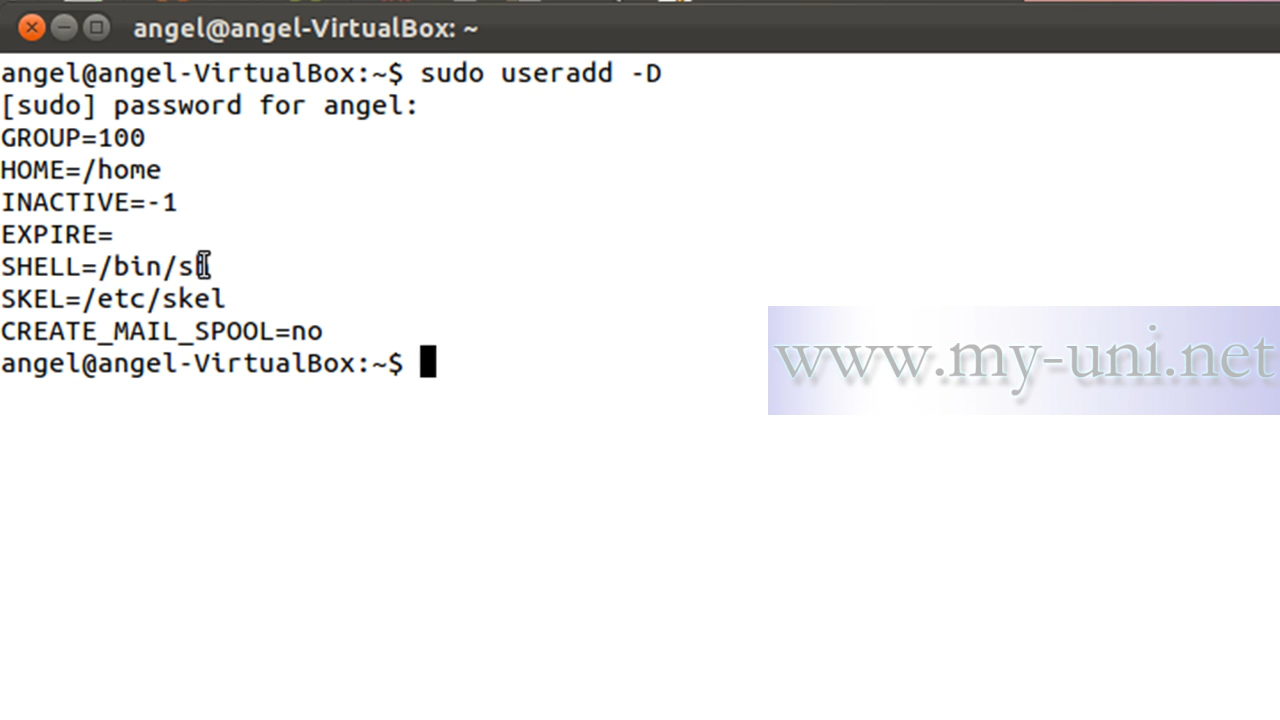 angel@angel-VirtualBox: ~
angel@angel-VirtualBox:~$ sudo useradd -D
[sudo] password for angel:
GROUP=100
HOME=/home
INACTIVE=-1
EXPIRE=
SHELL=/bin/sh
SKEL=/etc/skel
CREATE_MAIL_SPOOL=no
angel@angel-VirtualBox:~$
www.my-uni.net